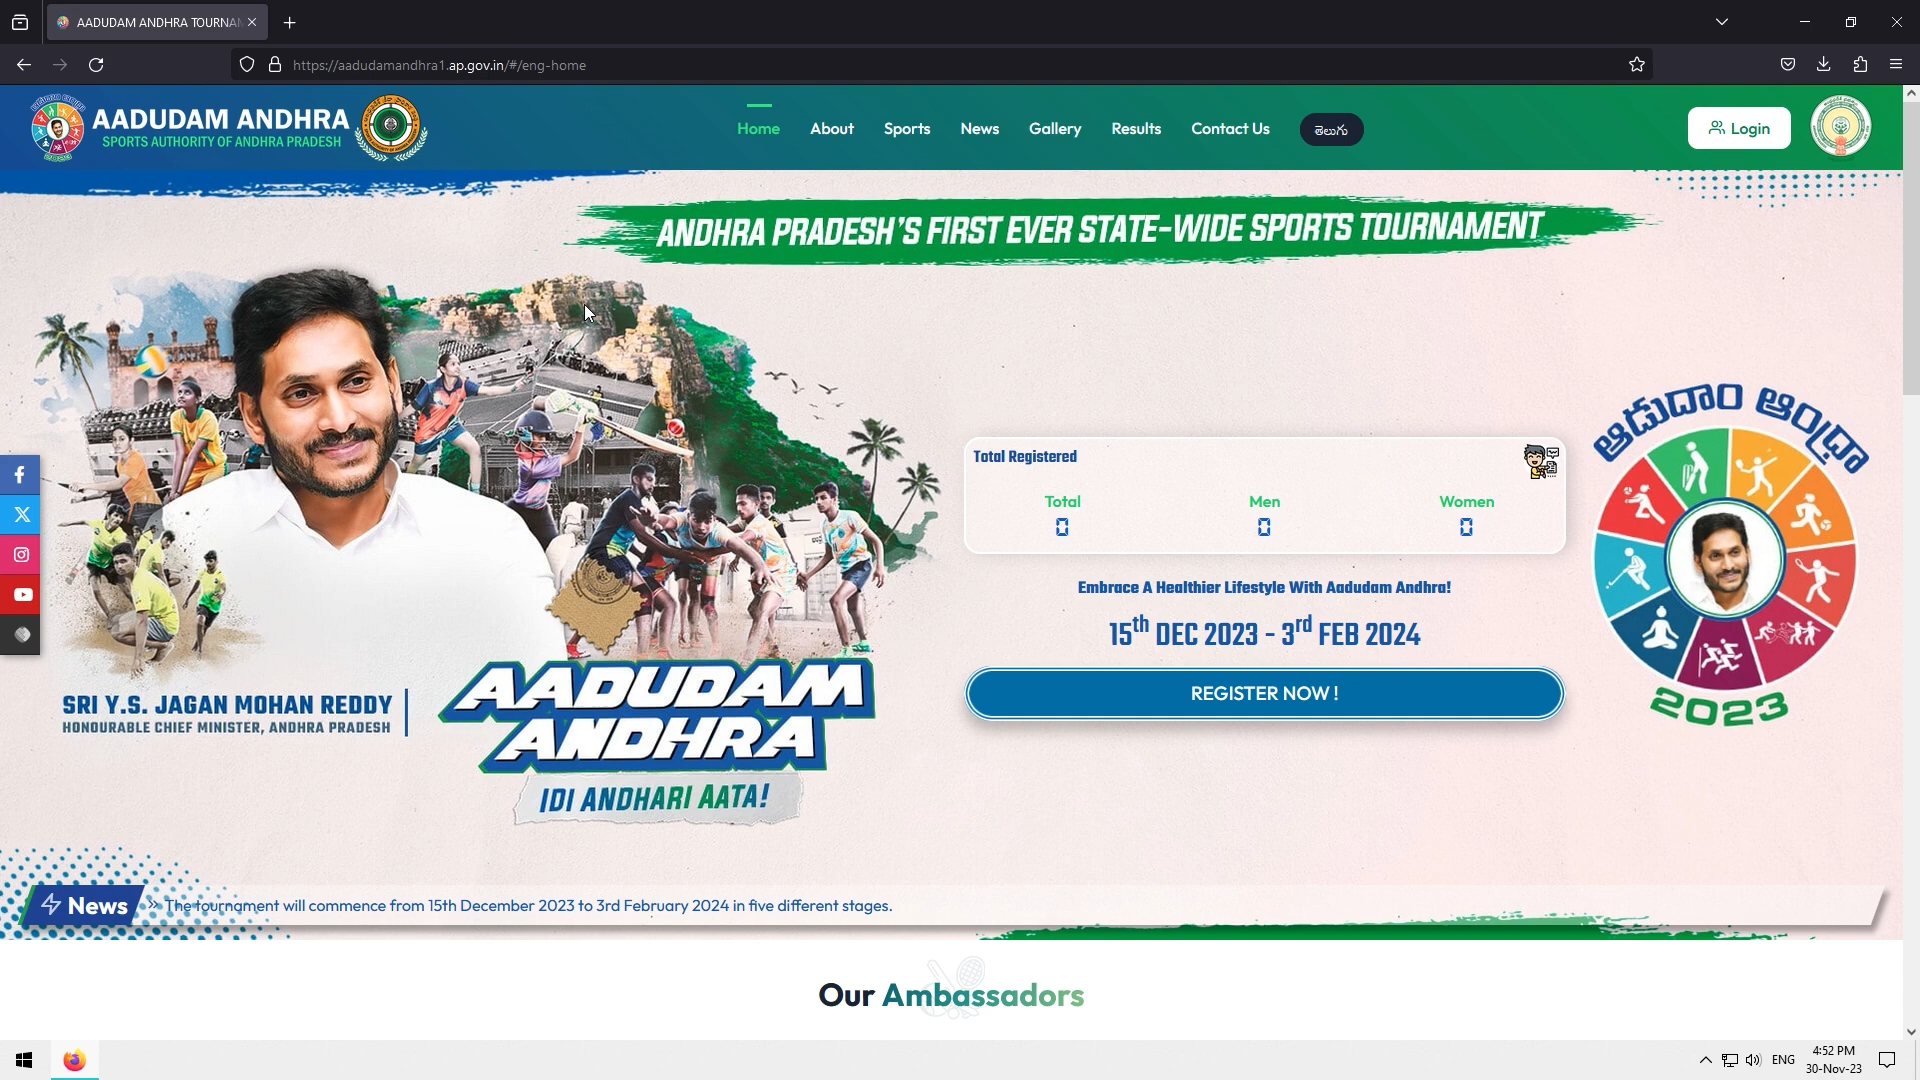 AADUDAM ANDHRA TOURNAM
https://aadudamandhra1.ap.gov.in/#/eng-home
AADUDAM ANDHRA
SPORTS AUTHORITY OF ANDHRA PRADESH
Home
About
Sports
News
Gallery
Results
Contact Us
తెలుగు
Login
ANDHRA PRADESH'S FIRST EVER STATE-WIDE SPORTS TOURNAMENT
SRI Y.S. JAGAN MOHAN REDDY
HONOURABLE CHIEF MINISTER, ANDHRA PRADESH
AADUDAM
ANDHRA
IDI ANDHARI AATA!
Total Registered
Total
Men
Women
0
0
0
Embrace A Healthier Lifestyle With Aadudam Andhra!
15th DEC 2023 - 3rd FEB 2024
REGISTER NOW !
ఆడుదాం ఆంధ్రా
2023
News
» The tournament will commence from 15th December 2023 to 3rd February 2024 in five different stages.
Our Ambassadors
ENG
4:52 PM
30-Nov-23